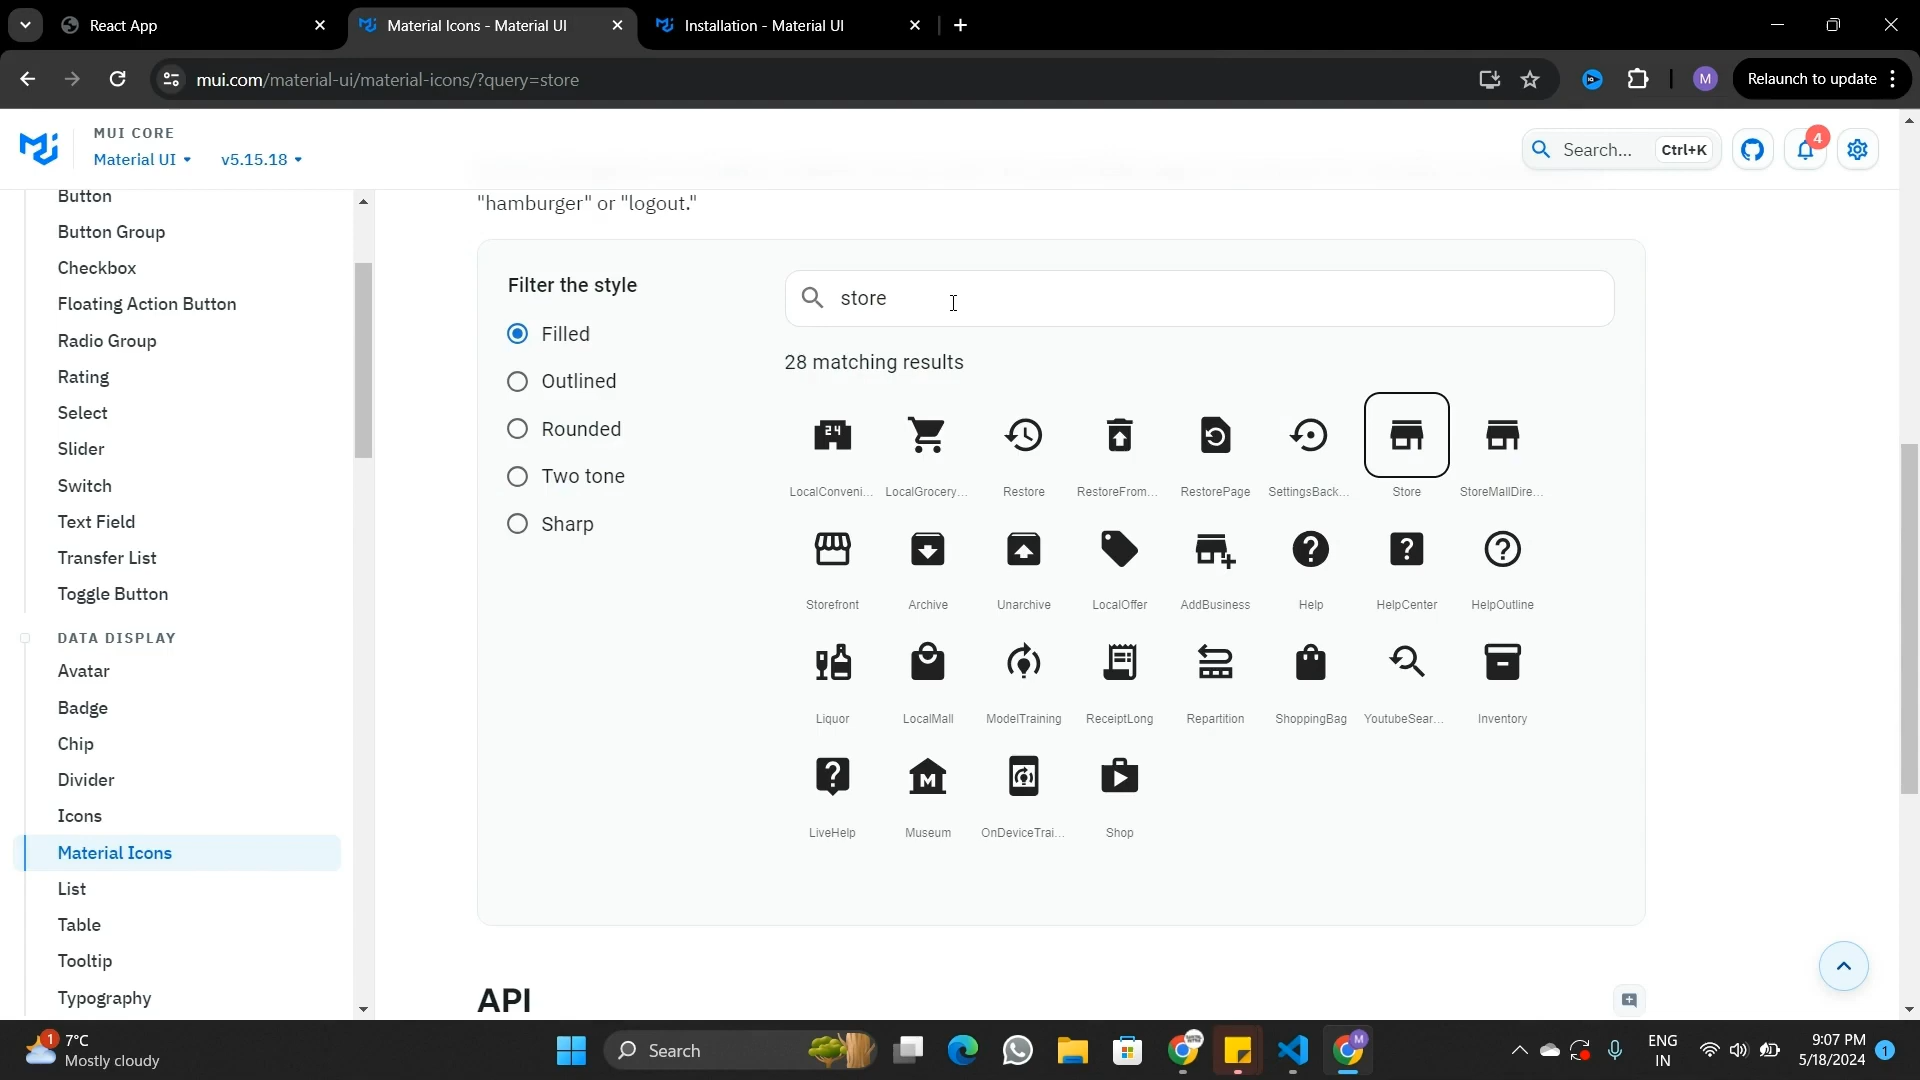 React App
Material Icons - Material UI
Installation - Material UI
mui.com/material-ui/material-icons/?query=store
M
Relaunch to update
MUI CORE
Material UI
v5.15.18
Search...
Ctrl+K
4
Button
Button Group
Checkbox
Floating Action Button
Radio Group
Rating
Select
Slider
Switch
Text Field
Transfer List
Toggle Button
DATA DISPLAY
Avatar
Badge
Chip
Divider
Icons
Material Icons
List
Table
Tooltip
Typography
"hamburger" or "logout."
Filter the style
Filled
Outlined
Rounded
Two tone
Sharp
store
28 matching results
24
LocalConveni... LocalGrocery... Restore RestoreFrom... RestorePage SettingsBack... Store StoreMallDire...
Storefront Archive Unarchive LocalOffer AddBusiness Help HelpCenter HelpOutline
Liquor LocalMall ModelTraining ReceiptLong Repartition ShoppingBag YoutubeSear... Inventory
M
LiveHelp Museum OnDeviceTrai... Shop
API
1
7°C
Mostly cloudy
Search
M
ENG
IN
9:07 PM
5/18/2024
1